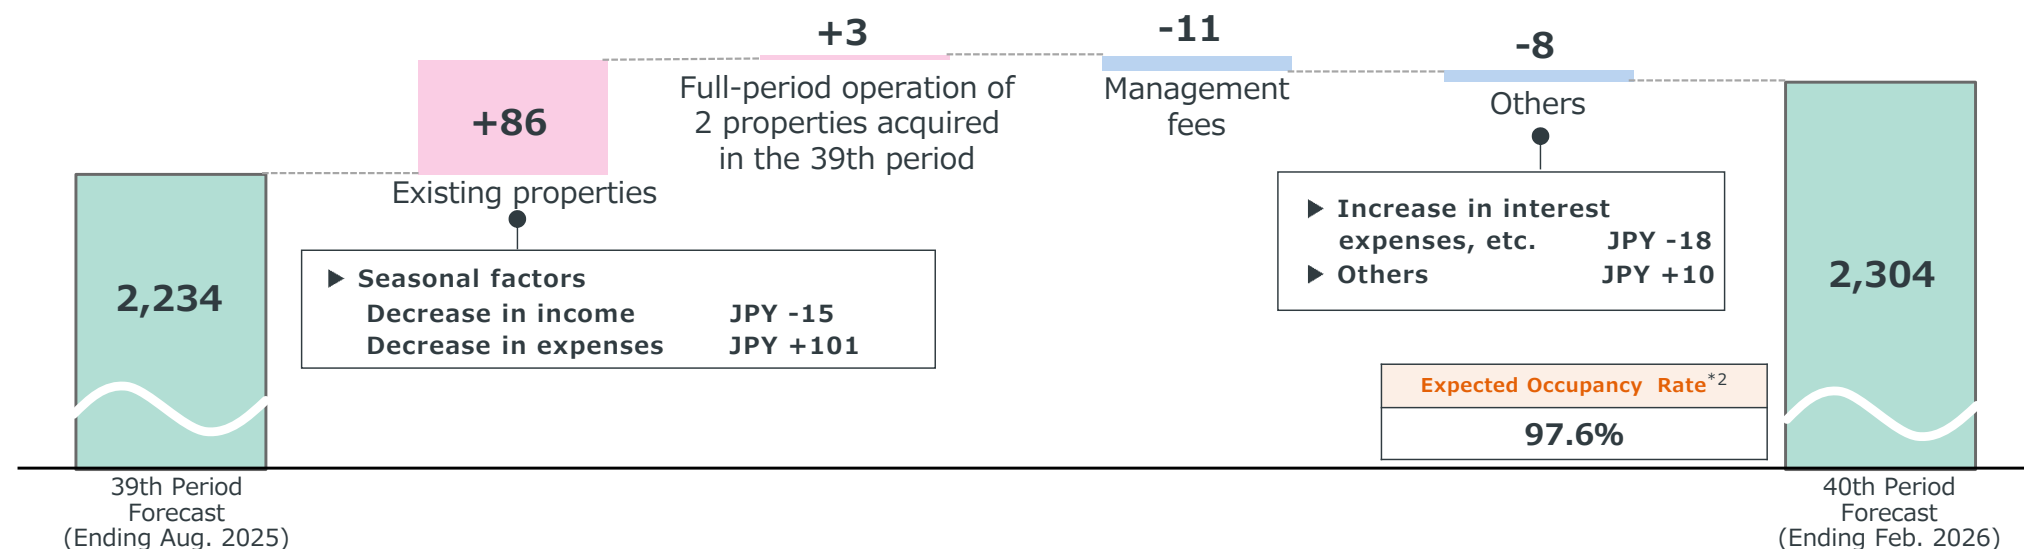 +3
-11
-8
+86
Full-period operation of
2 properties acquired
in the 39th period
Management
fees
Others
Existing properties
2,234
▶ Seasonal factors
Decrease in income JPY -15
Decrease in expenses JPY +101
▶ Increase in interest
expenses, etc. JPY -18
▶ Others JPY +10
2,304
Expected Occupancy Rate*2
97.6%
39th Period
Forecast
(Ending Aug. 2025)
40th Period
Forecast
(Ending Feb. 2026)